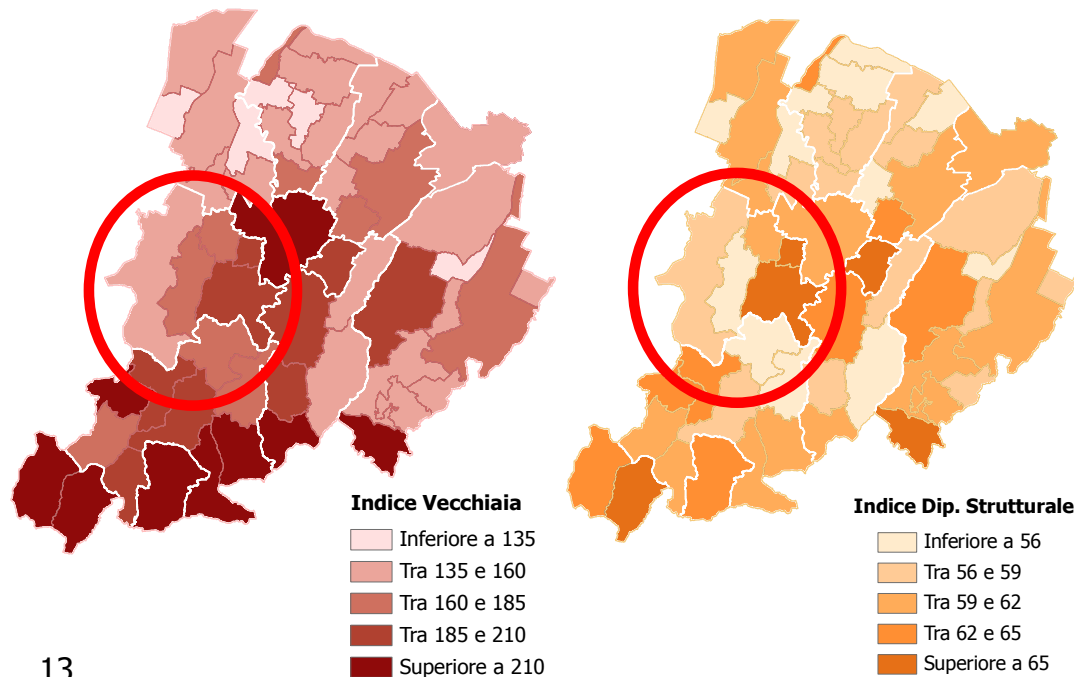 Indice Vecchiaia
Inferiore a 135
Tra 135 e 160
Tra 160 e 185
Tra 185 e 210
Superiore a 210
Indice Dip. Strutturale
Inferiore a 56
Tra 56 e 59
Tra 59 e 62
Tra 62 e 65
Superiore a 65
13